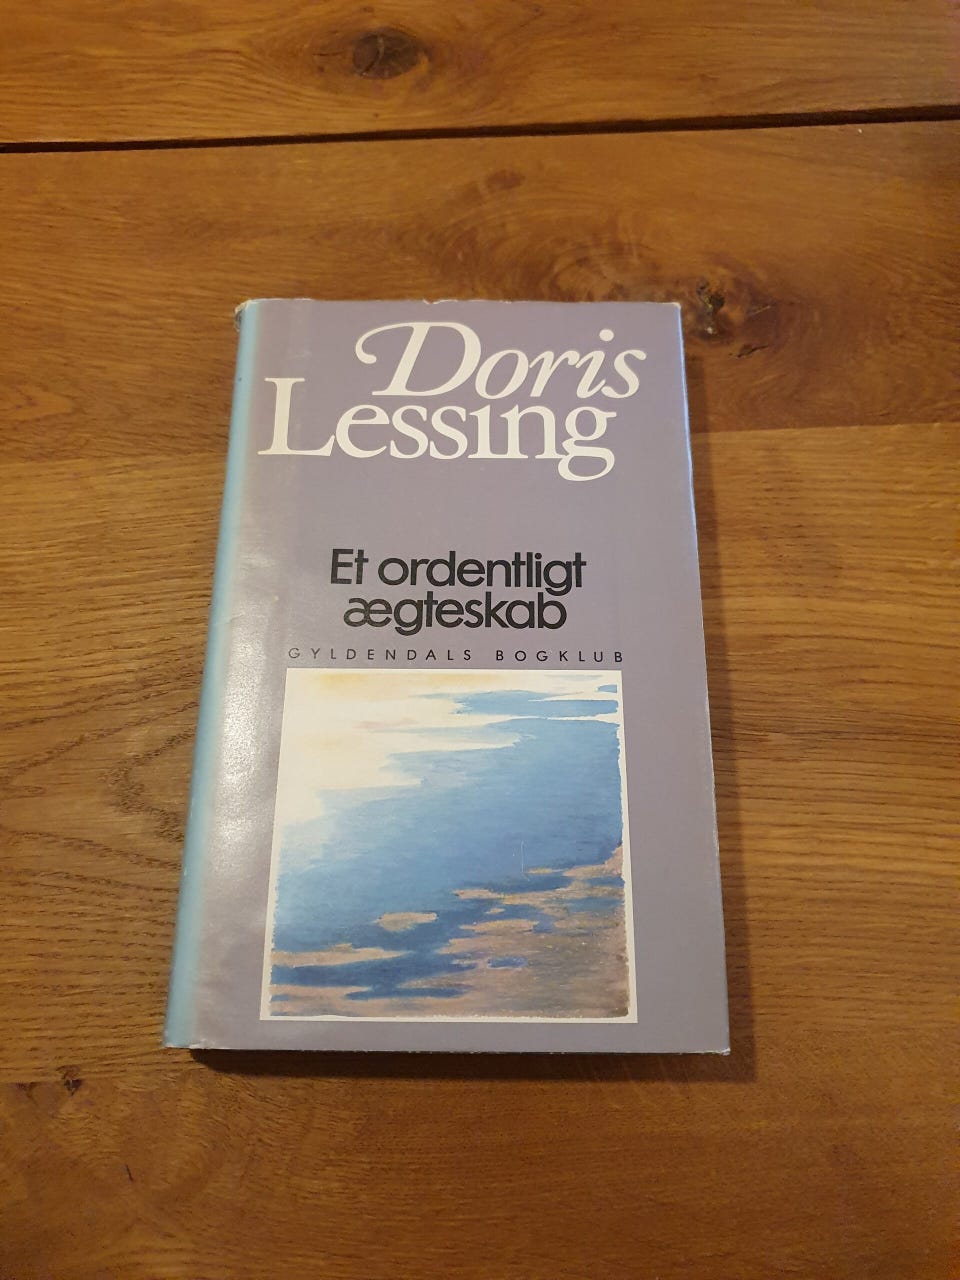 Doris
Lessing
Et ordentligt
ægteskab
GYLDENDALS BOGKLUB